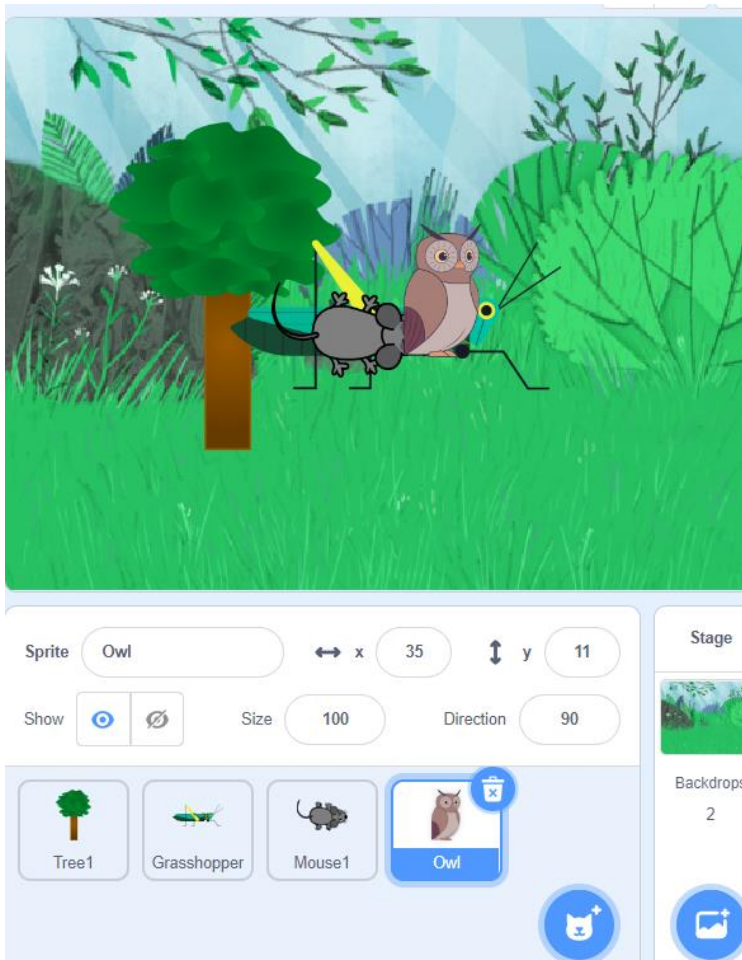 Sprite Owl x 35 y 11
Stage
Show Size 100 Direction 90
Backdrops
2
Tree1 Grasshopper Mouse1 Owl